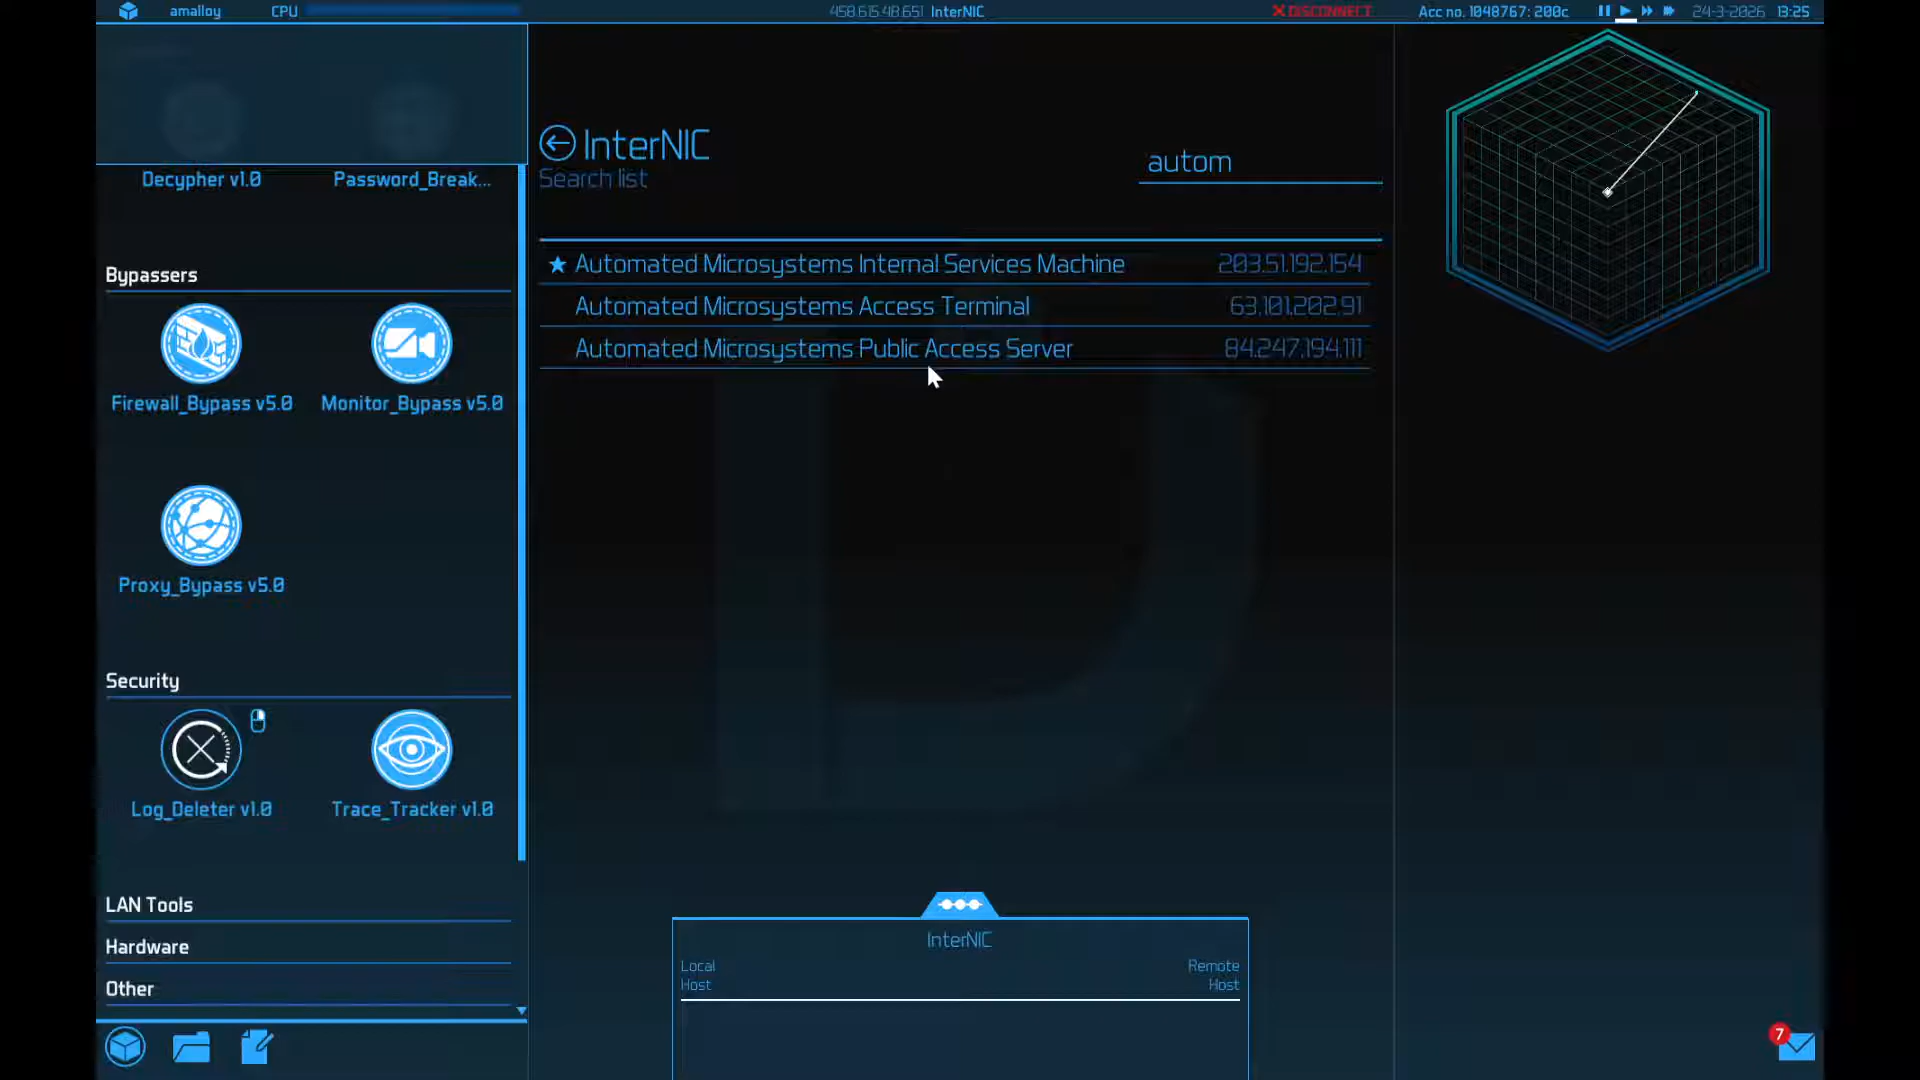 amalloy CPU 458.615.48.651 InterNIC DISCONNECT Acc no. 1048767: 200c 24-3-2026 13:25
Decypher v1.0 Password_Break...
Bypassers
Firewall_Bypass v5.0 Monitor_Bypass v5.0
Proxy_Bypass v5.0
Security
Log_Deleter v1.0 Trace_Tracker v1.0
LAN Tools
Hardware
Other
InterNIC
Search list
autom
Automated Microsystems Internal Services Machine 203.51.192.154
Automated Microsystems Access Terminal 63.101.202.91
Automated Microsystems Public Access Server 84.247.194.111
InterNIC
Local Host
Remote Host
7